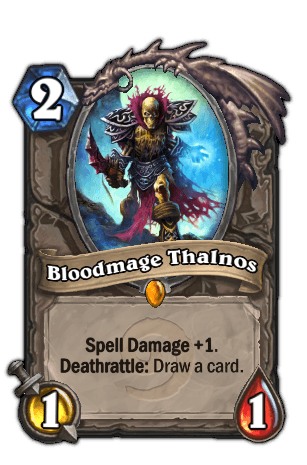 2
Bloodmage Thalnos
Spell Damage +1.
Deathrattle: Draw a card.
1
1